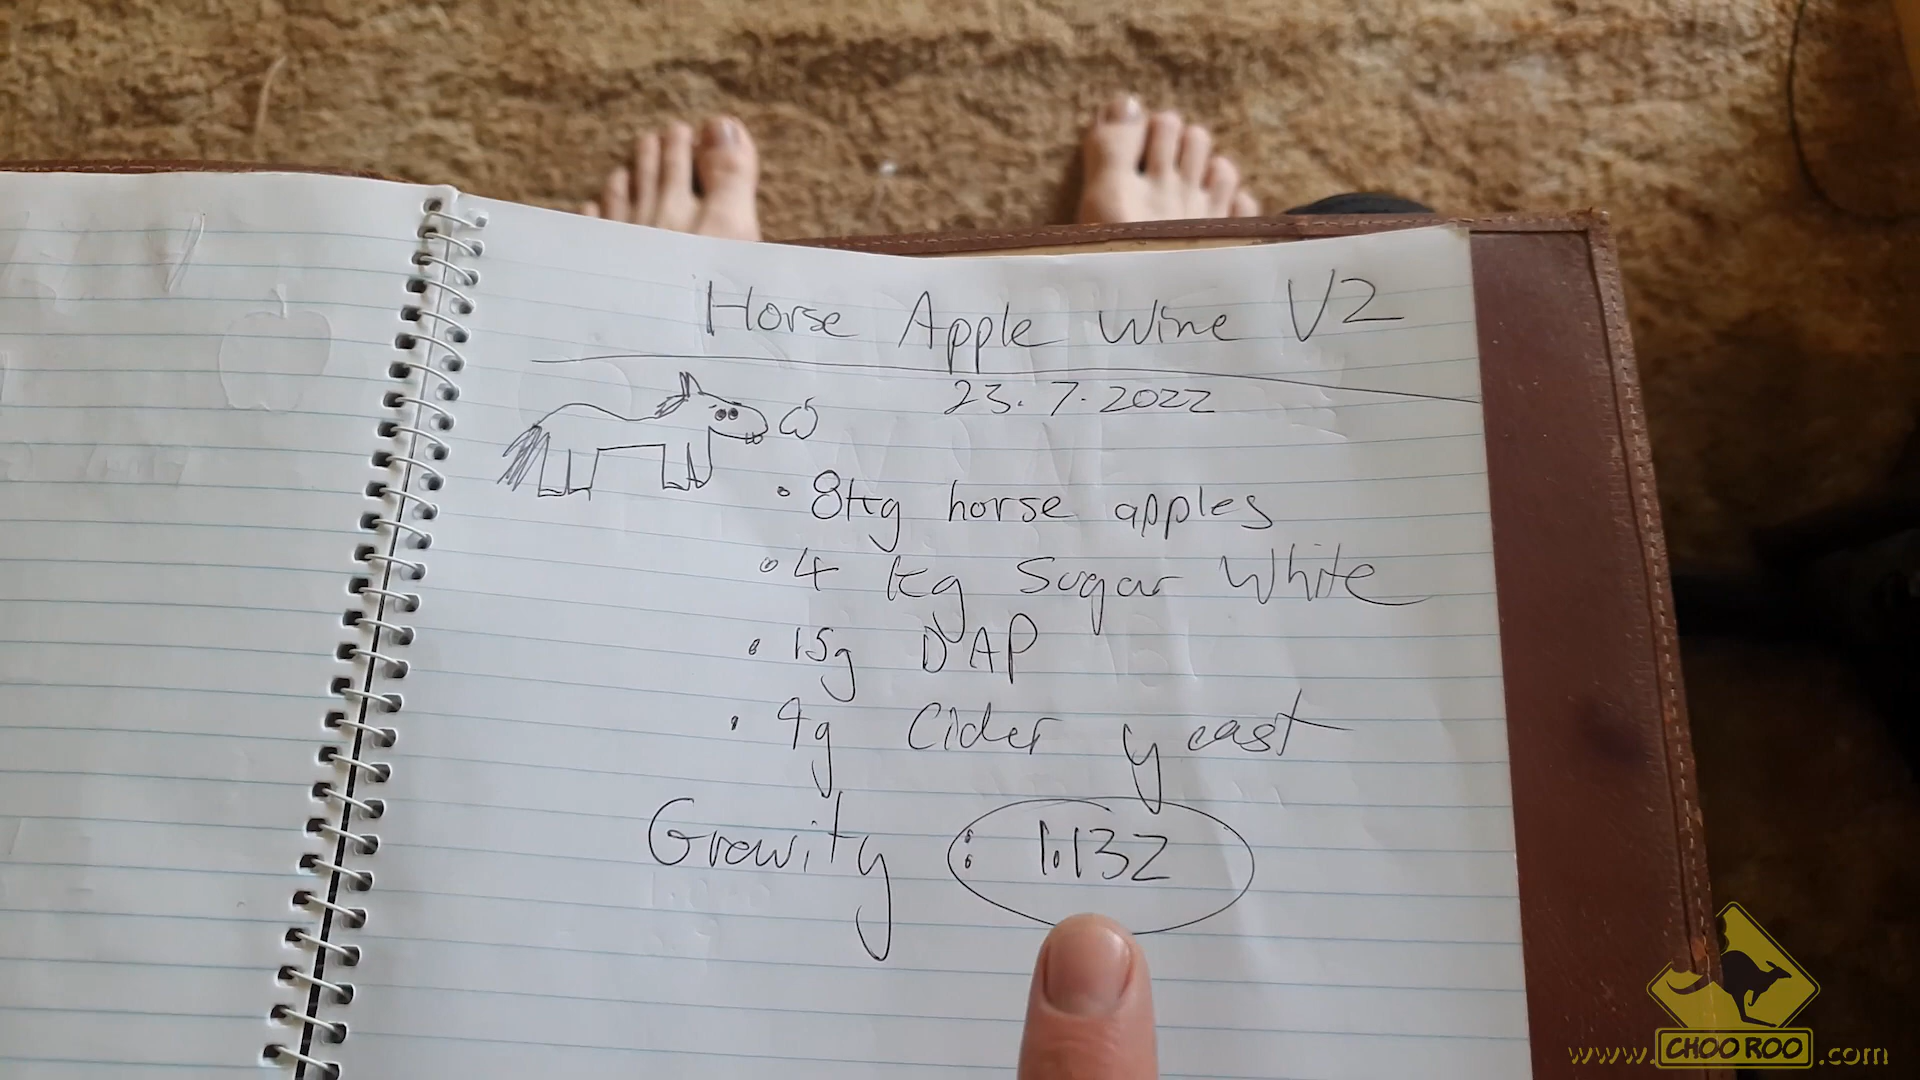 Horse Apple Wine V2
23.7.2022
• 8kg horse apples
• 4 kg Sugar White
• 15g DAP
• 9g Cider yeast
Gravity : 1.132
www.CHOO ROO.com